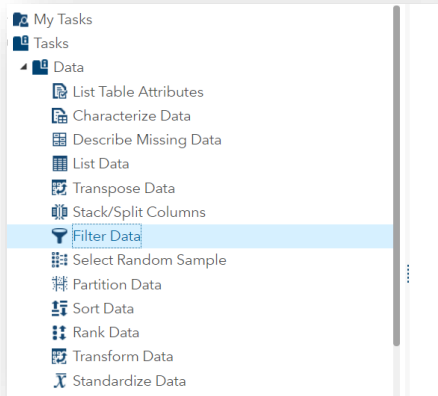 My Tasks
Tasks
Data
List Table Attributes
Characterize Data
Describe Missing Data
List Data
Transpose Data
Stack/Split Columns
Filter Data
Select Random Sample
Partition Data
Sort Data
Rank Data
Transform Data
Standardize Data